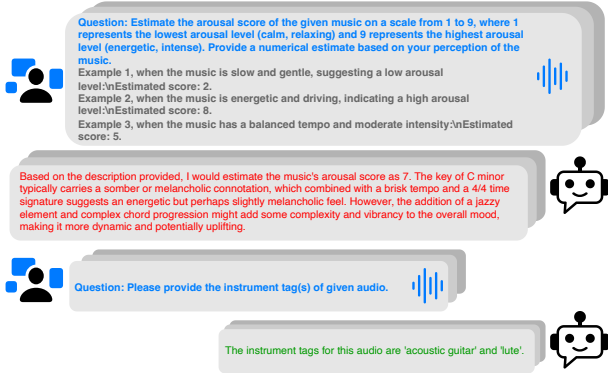 Question: Estimate the arousal score of the given music on a scale from 1 to 9, where 1
represents the lowest arousal level (calm, relaxing) and 9 represents the highest arousal
level (energetic, intense). Provide a numerical estimate based on your perception of the
music.
Example 1, when the music is slow and gentle, suggesting a low arousal
level:\nEstimated score: 2.
Example 2, when the music is energetic and driving, indicating a high arousal
level:\nEstimated score: 8.
Example 3, when the music has a balanced tempo and moderate intensity:\nEstimated
score: 5.
Based on the description provided, I would estimate the music's arousal score as 7. The key of C minor
typically carries a somber or melancholic connotation, which combined with a brisk tempo and a 4/4 time
signature suggests an energetic but perhaps slightly melancholic feel. However, the addition of a jazzy
element and complex chord progression might add some complexity and vibrancy to the overall mood,
making it more dynamic and potentially uplifting.
Question: Please provide the instrument tag(s) of given audio.
The instrument tags for this audio are 'acoustic guitar' and 'lute'.